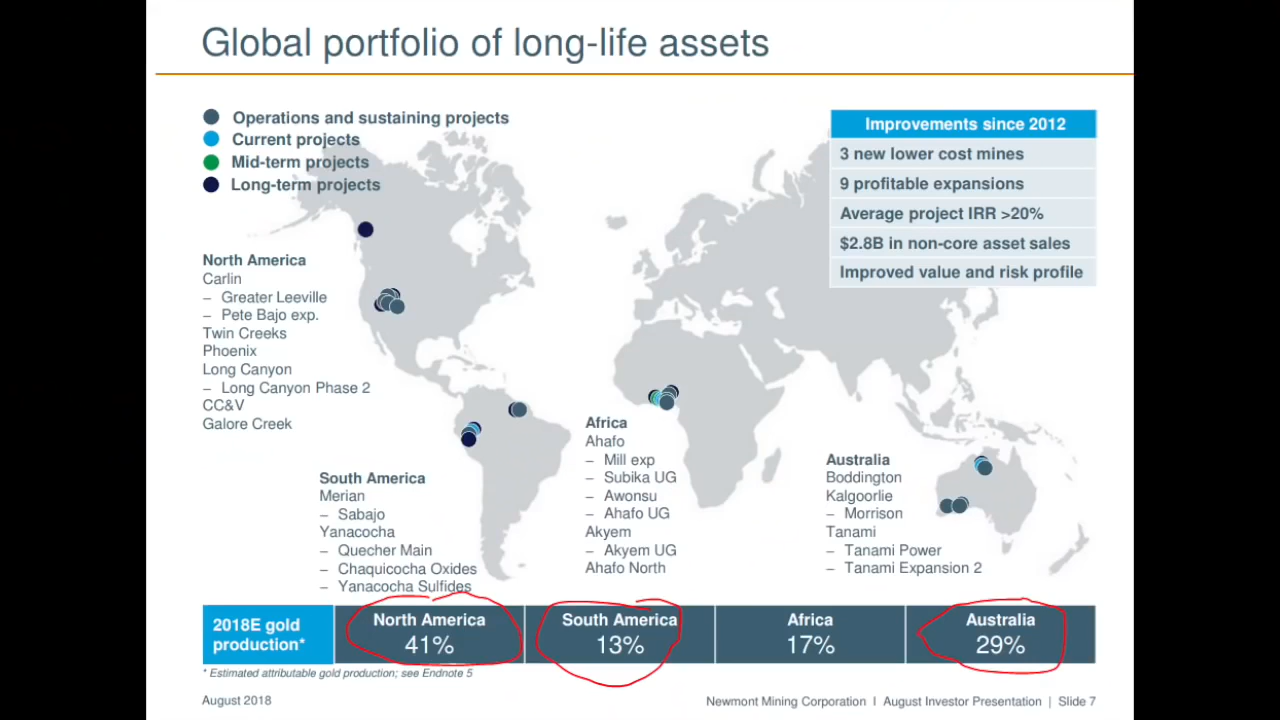 Global portfolio of long-life assets
Operations and sustaining projects
Current projects
Mid-term projects
Long-term projects
Improvements since 2012
3 new lower cost mines
9 profitable expansions
Average project IRR >20%
$2.8B in non-core asset sales
Improved value and risk profile
North America
Carlin
– Greater Leeville
– Pete Bajo exp.
Twin Creeks
Phoenix
Long Canyon
– Long Canyon Phase 2
CC&V
Galore Creek
South America
Merian
– Sabajo
Yanacocha
– Quecher Main
– Chaquicocha Oxides
– Yanacocha Sulfides
Africa
Ahafo
– Mill exp
– Subika UG
– Awonsu
– Ahafo UG
Akyem
– Akyem UG
Ahafo North
Australia
Boddington
Kalgoorlie
– Morrison
Tanami
– Tanami Power
– Tanami Expansion 2
2018E gold
production*
North America
41%
South America
13%
Africa
17%
Australia
29%
* Estimated attributable gold production; see Endnote 5
August 2018
Newmont Mining Corporation I August Investor Presentation | Slide 7